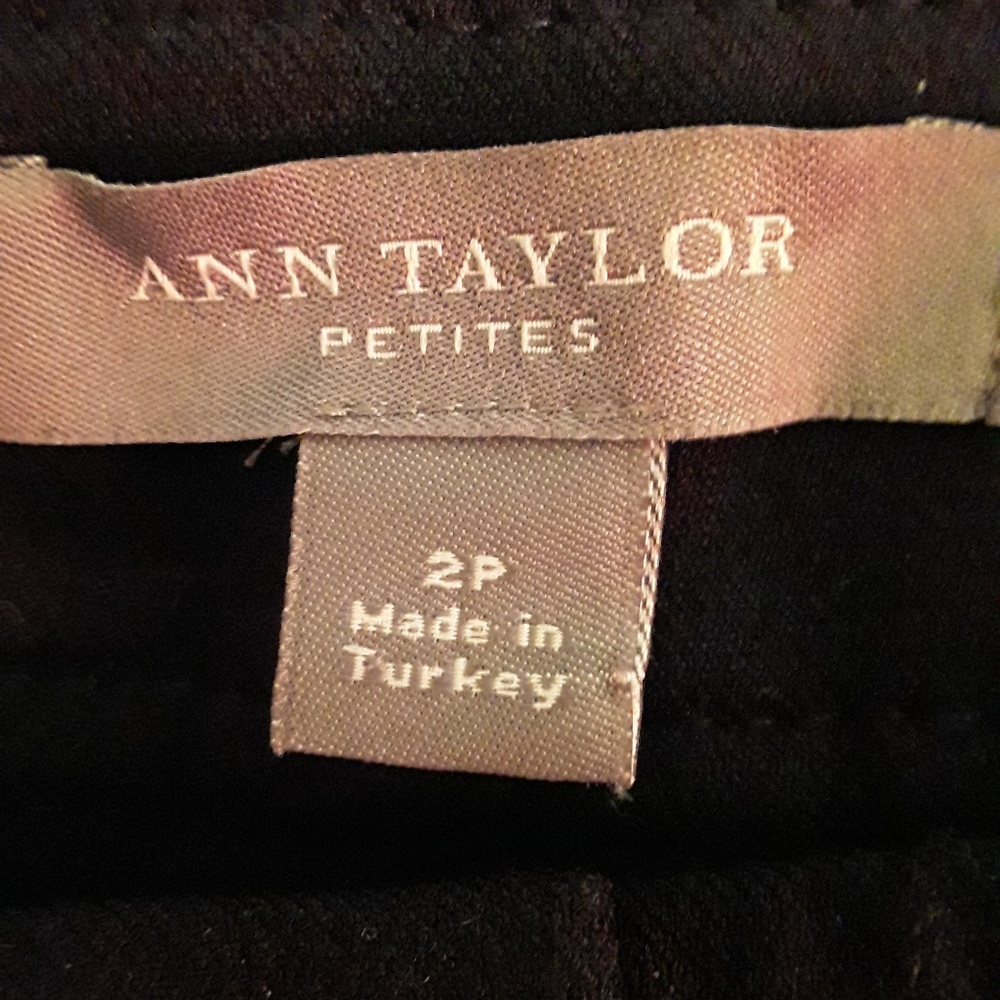 ANN TAYLOR
PETITES
2P
Made in
Turkey